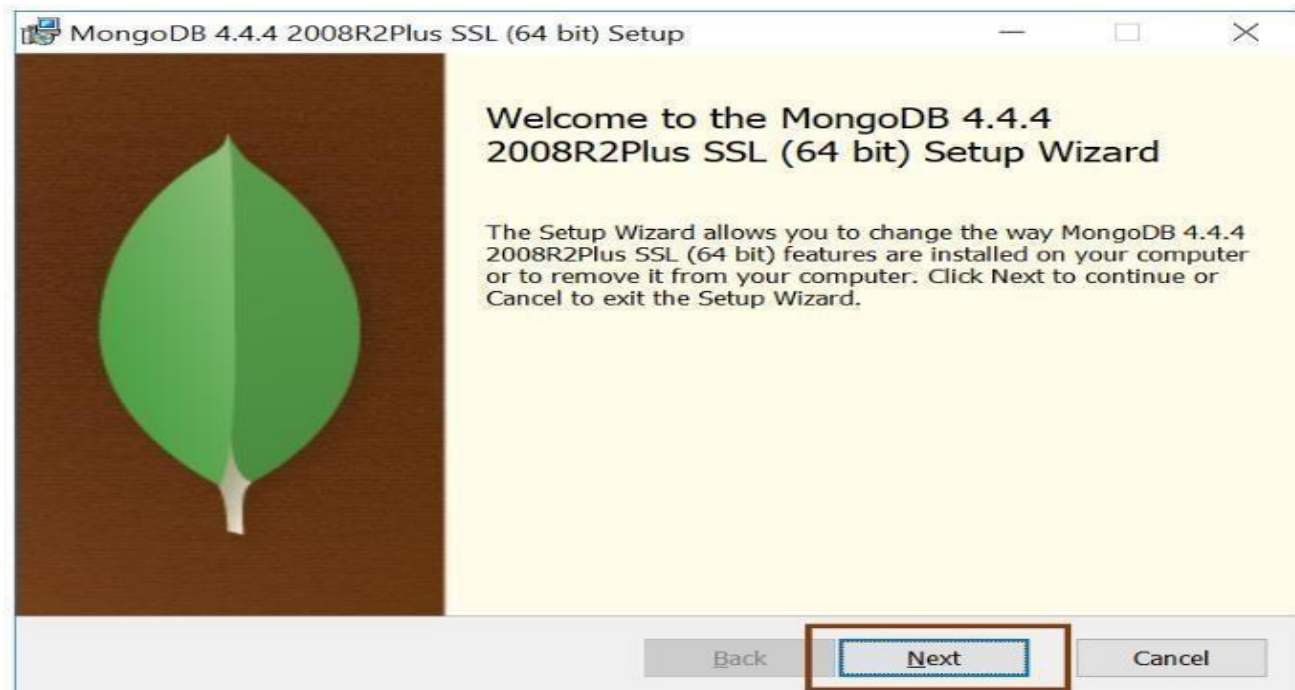 MongoDB 4.4.4 2008R2Plus SSL (64 bit) Setup
Welcome to the MongoDB 4.4.4
2008R2Plus SSL (64 bit) Setup Wizard
The Setup Wizard allows you to change the way MongoDB 4.4.4
2008R2Plus SSL (64 bit) features are installed on your computer
or to remove it from your computer. Click Next to continue or
Cancel to exit the Setup Wizard.
Back Next Cancel